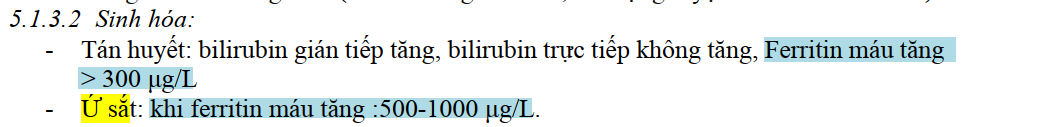 5.1.3.2 Sinh hóa:
- Tán huyết: bilirubin gián tiếp tăng, bilirubin trực tiếp không tăng, Ferritin máu tăng
> 300 μg/L
- Ứ sắt: khi ferritin máu tăng :500-1000 μg/L.